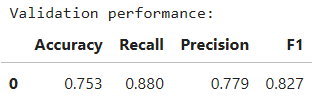 Validation performance:
Accuracy Recall Precision F1
0 0.753 0.880 0.779 0.827